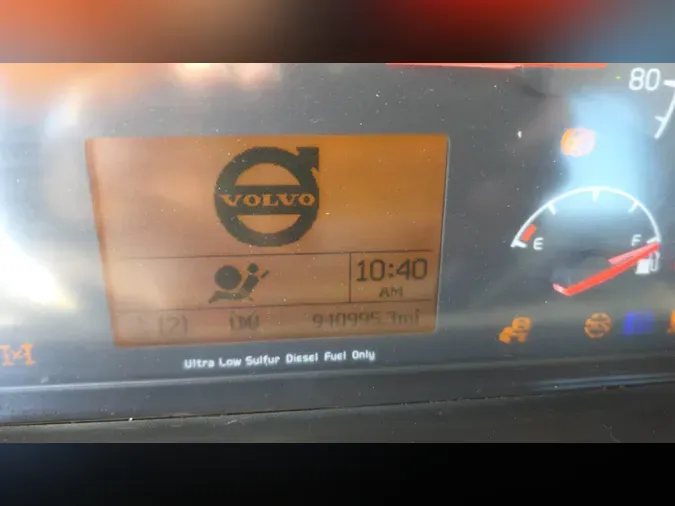 80
VOLVO
10:40
AM
940995.3mi
E F
Ultra Low Sulfur Diesel Fuel Only